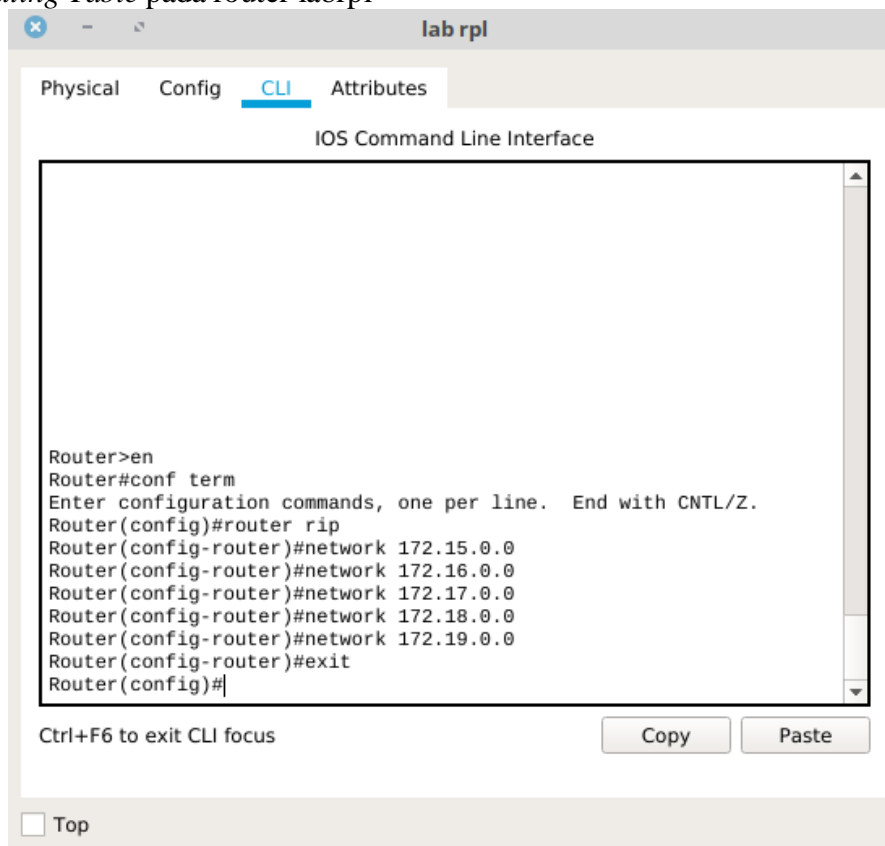 Table pada router labrpl
lab rpl
Physical Config CLI Attributes
IOS Command Line Interface
Router>en
Router#conf term
Enter configuration commands, one per line.  End with CNTL/Z.
Router(config)#router rip
Router(config-router)#network 172.15.0.0
Router(config-router)#network 172.16.0.0
Router(config-router)#network 172.17.0.0
Router(config-router)#network 172.18.0.0
Router(config-router)#network 172.19.0.0
Router(config-router)#exit
Router(config)#
Ctrl+F6 to exit CLI focus
Copy Paste
Top